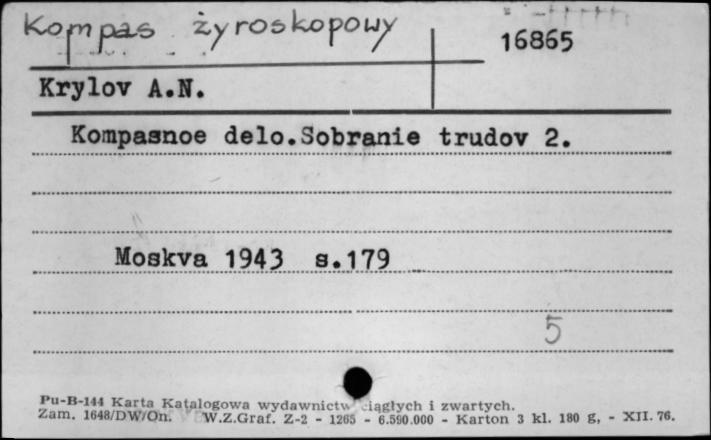 Kompas żyroskopowy
16865
Krylov A.N.
Kompasnoe delo.Sobranie trudov 2.
Moskva 1943 s.179
5
Pu-B-144 Karta Katalogowa wydawnictw ciągłych i zwartych.
Zam. 1648/DW/On. W.Z.Graf. Z-2 - 1265 - 6.590.000 - Karton 3 kl. 180 g, - XII. 76.